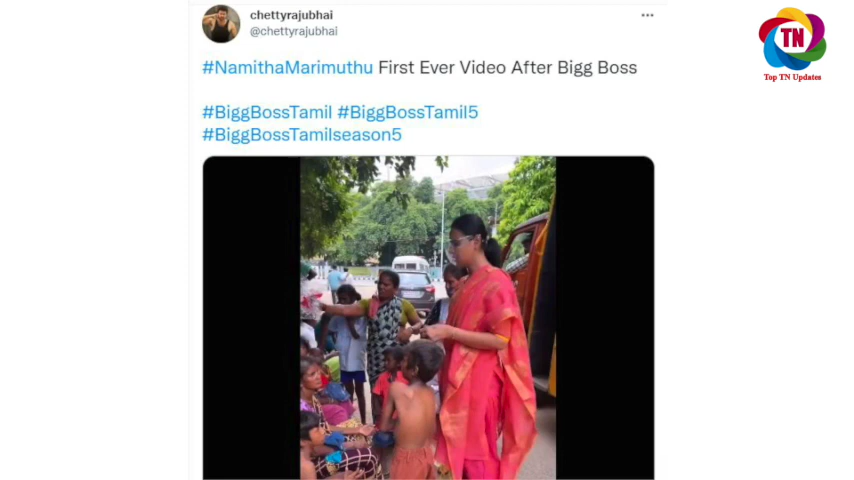 chettyrajubhai
@chettyrajubhai
#NamithaMarimuthu First Ever Video After Bigg Boss
#BiggBossTamil #BiggBossTamil5
#BiggBossTamilseason5
TN
Top TN Updates